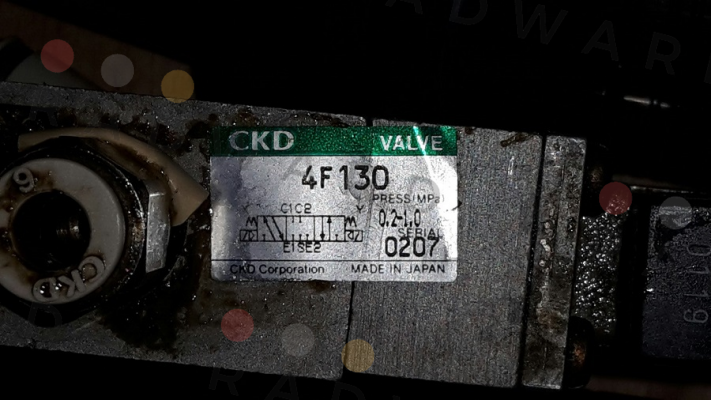 CKD VALVE
4F130
PRESS(MPa)
C1C2
0.2-1.0
SERIAL
E1SE2
0207
CKD Corporation MADE IN JAPAN
CKD
0119